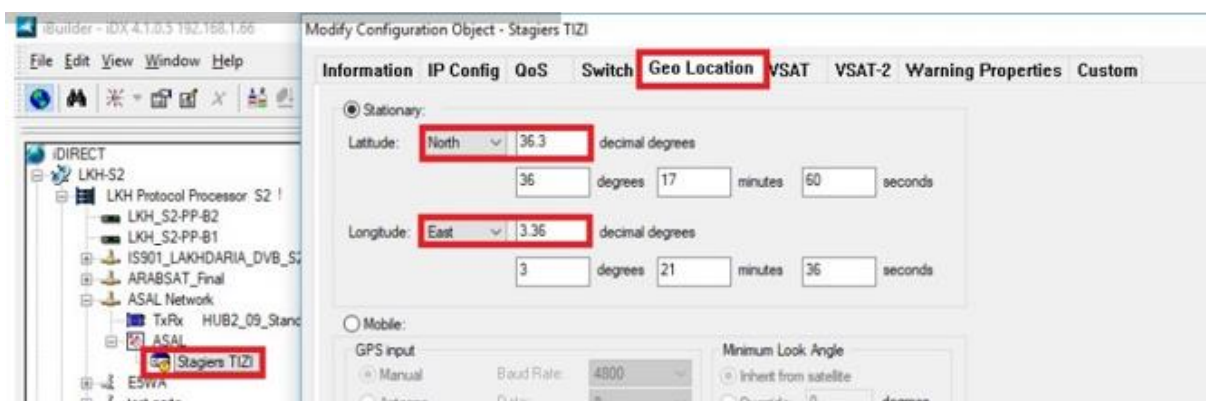 iBuilder - iDX 4.1.0.5 192.168.1.66
File Edit View Window Help
iDIRECT
LKH-S2
LKH Protocol Processor S2 !
LKH_S2-PP-B2
LKH_S2-PP-B1
IS901_LAKHDARIA_DVB_S2
ARABSAT_Final
ASAL Network
TxRx HUB2_09_Stanc
ASAL
Stagiers TIZI
ESWA
Modify Configuration Object - Stagiers TIZI
Information IP Config QoS Switch Geo Location VSAT VSAT-2 Warning Properties Custom
Stationary:
Latitude: North 36.3 decimal degrees
36 degrees 17 minutes 60 seconds
Longitude: East 3.36 decimal degrees
3 degrees 21 minutes 36 seconds
Mobile:
GPS input Minimum Look Angle
Manual Baud Rate: 4800 Inherit from satellite